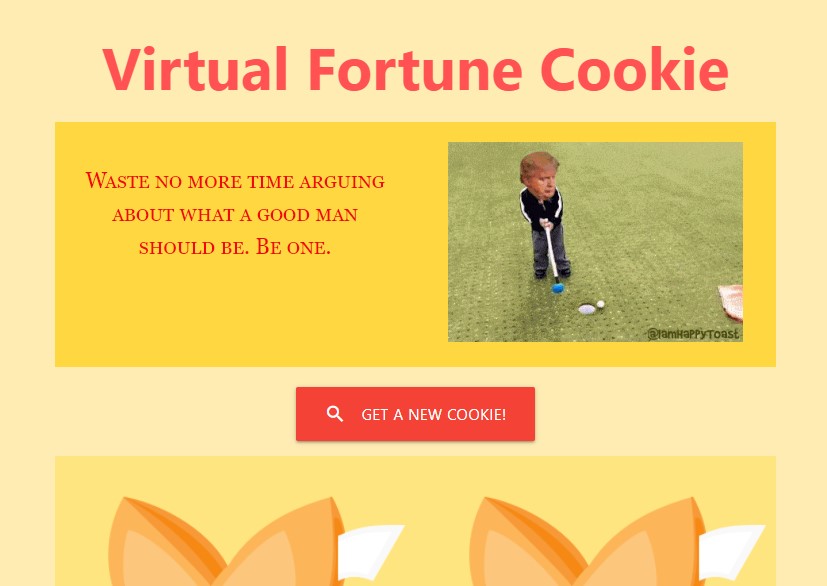 Virtual Fortune Cookie
Waste no more time arguing
about what a good man
should be. Be one.
@IamHappyToast
GET A NEW COOKIE!